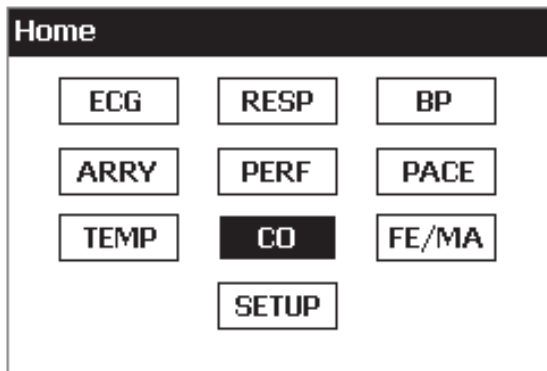 Home
ECG RESP BP
ARRY PERF PACE
TEMP CO FE/MA
SETUP